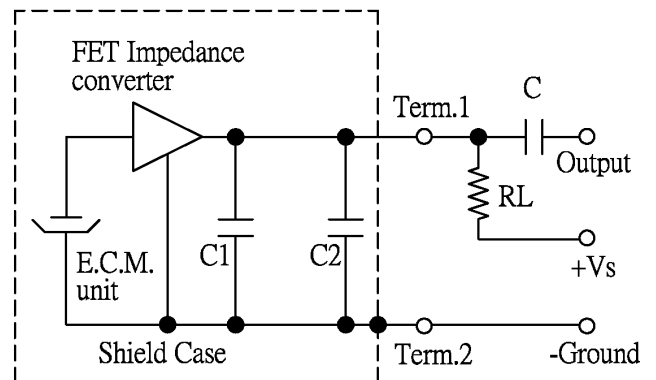 FET Impedance
converter
Term.1
C
Output
RL
+Vs
E.C.M.
unit
C1
C2
Shield Case
Term.2
-Ground